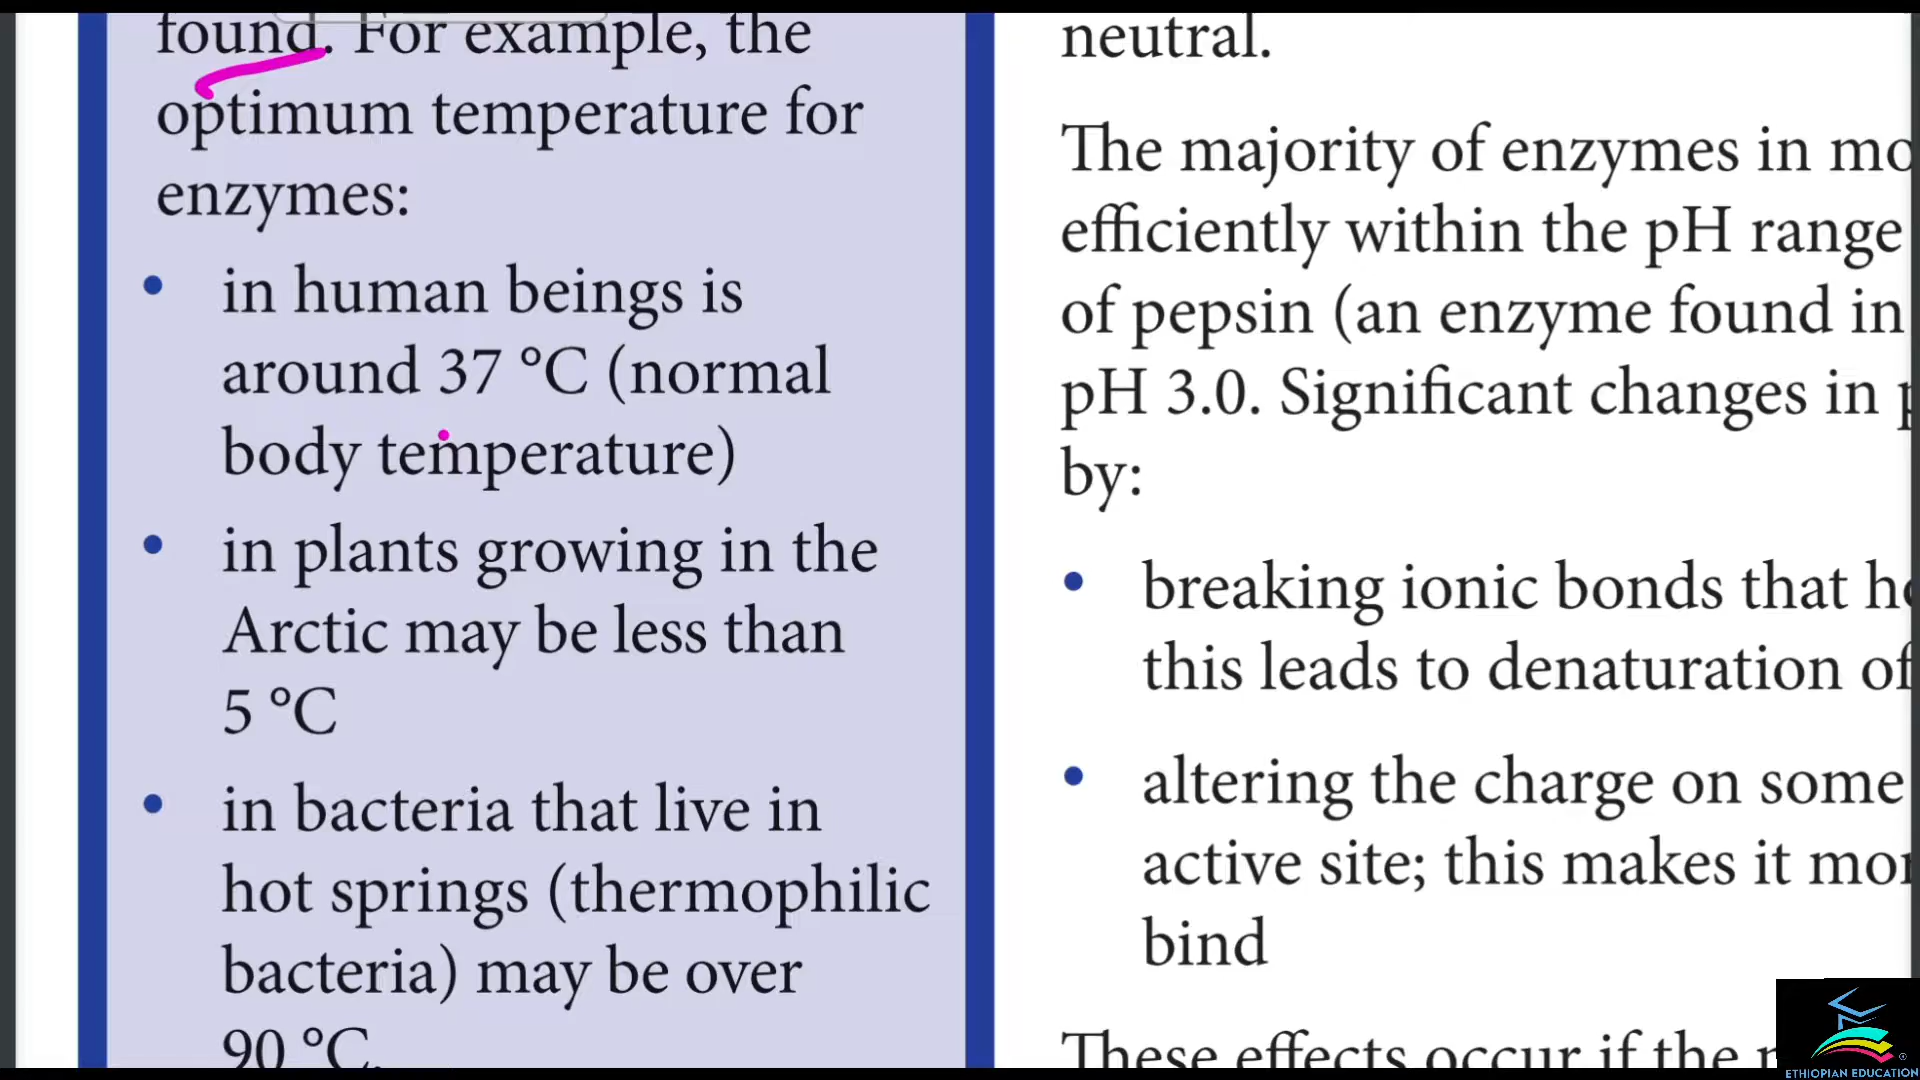 found. For example, the
optimum temperature for
enzymes:
• in human beings is
around 37 °C (normal
body temperature)
• in plants growing in the
Arctic may be less than
5 °C
• in bacteria that live in
hot springs (thermophilic
bacteria) may be over
90 °C.
neutral.
The majority of enzymes in
efficiently within the pH range
of pepsin (an enzyme found in
pH 3.0. Significant changes in
by:
• breaking ionic bonds that
this leads to denaturation of
• altering the charge on some
active site; this makes it
bind
These effects occur if the
ETHIOPIAN EDUCATION